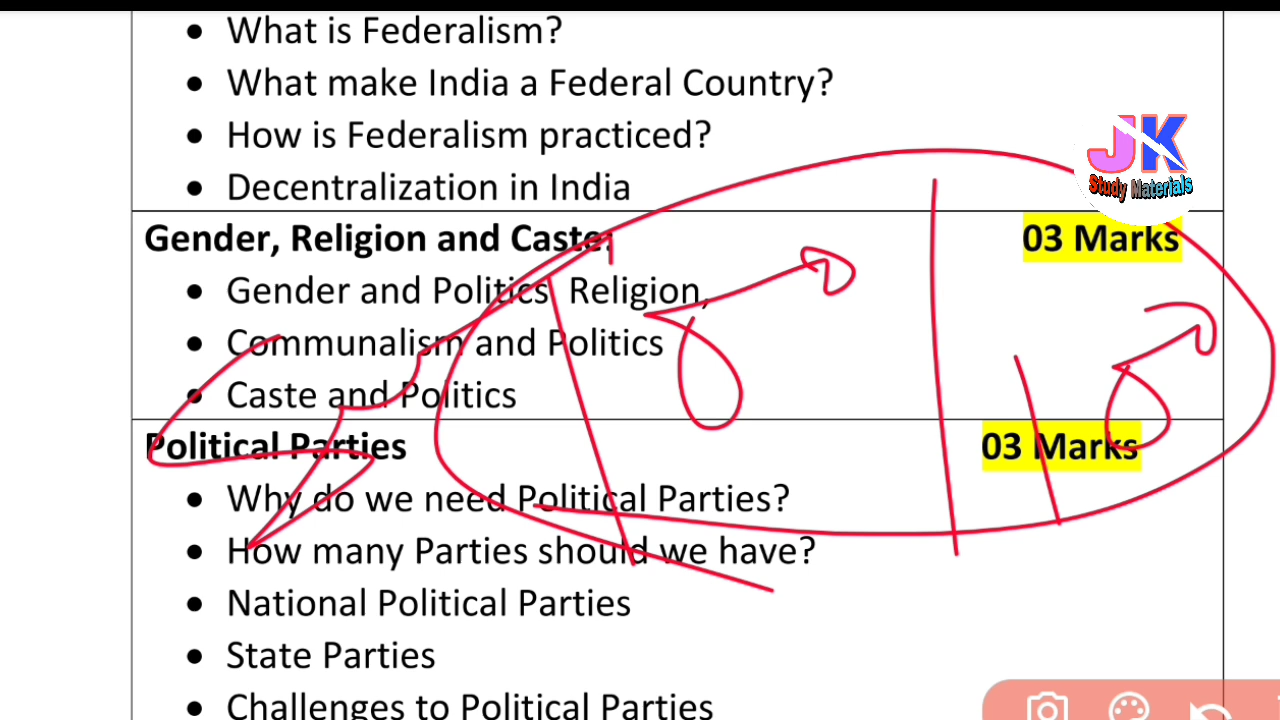 • What is Federalism?
• What make India a Federal Country?
• How is Federalism practiced?
• Decentralization in India
JK
Study Materials
Gender, Religion and Caste: 03 Marks
• Gender and Politics Religion,
• Communalism and Politics
• Caste and Politics
Political Parties 03 Marks
• Why do we need Political Parties?
• How many Parties should we have?
• National Political Parties
• State Parties
• Challenges to Political Parties